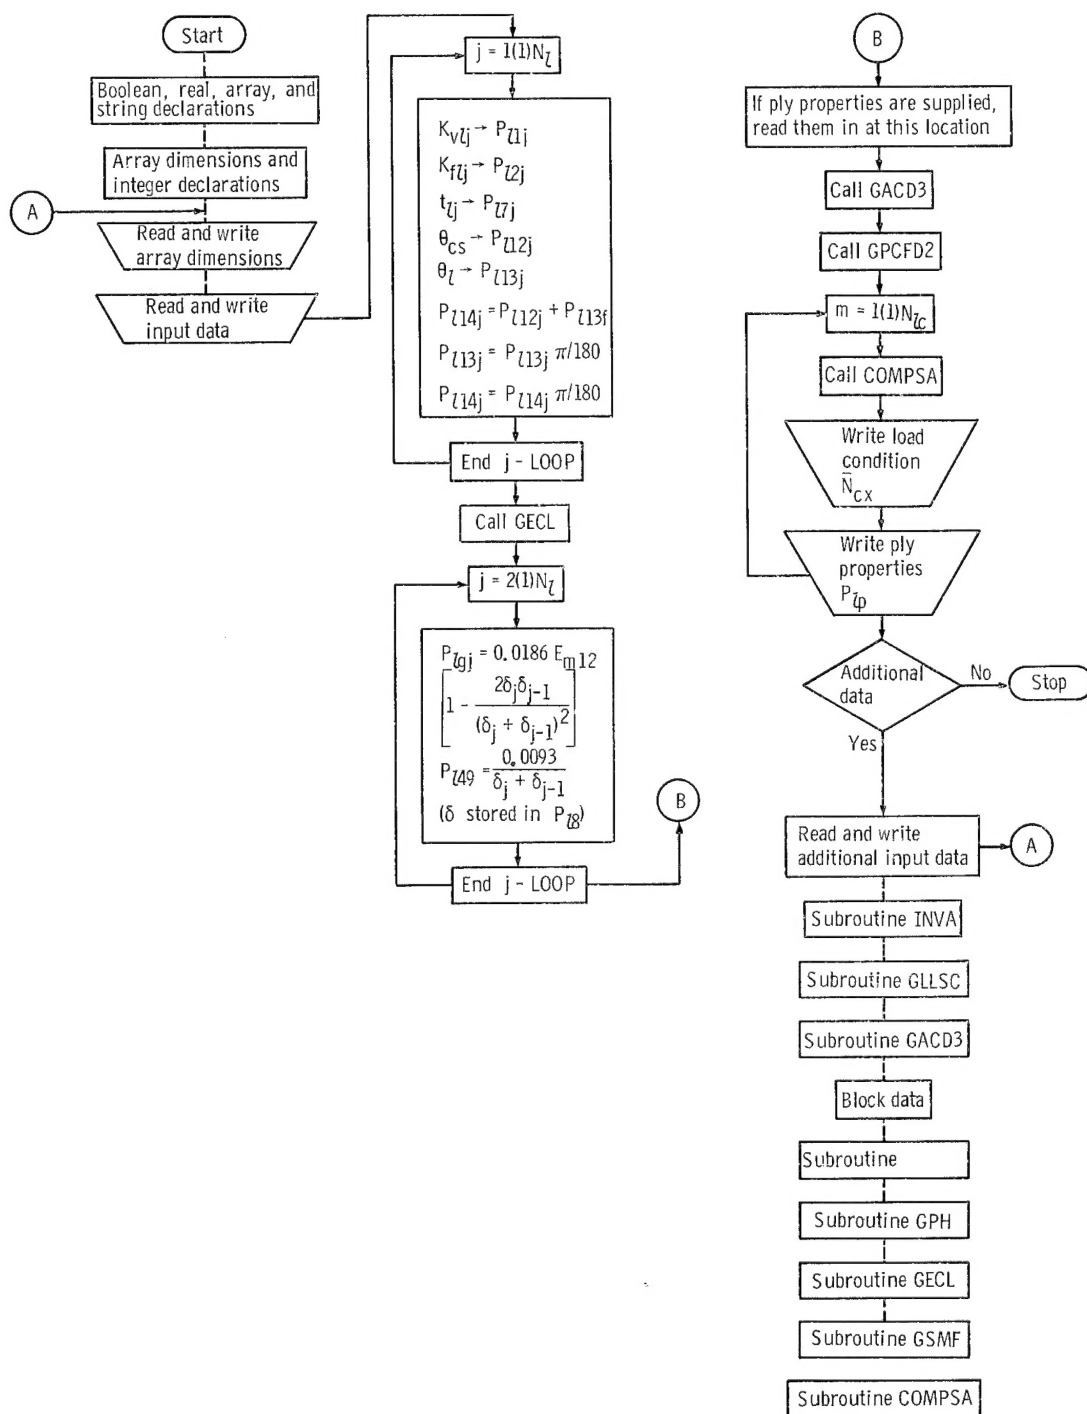 Start
Boolean, real, array, and
string declarations
Array dimensions and
integer declarations
A
Read and write
array dimensions
Read and write
input data
j = 1(1)N_l
K_vlj → P_l1j
K_flj → P_l2j
t_lj → P_l7j
θ_cs → P_l12j
θ_l → P_l13j
P_l14j = P_l12j + P_l13f
P_l13j = P_l13j π/180
P_l14j = P_l14j π/180
End j - LOOP
Call GECL
j = 2(1)N_l
P_lgj = 0.0186 E_m12
[1 - 2δ_jδ_j-1 / (δ_j + δ_j-1)^2]
P_l49 = 0.0093 / δ_j + δ_j-1
(δ stored in P_l8)
End j - LOOP
B
B
If ply properties are supplied,
read them in at this location
Call GACD3
Call GPCFD2
m = 1(1)N_lc
Call COMPSA
Write load
condition
N̄_cx
Write ply
properties
P_lp
Additional
data
No
Stop
Yes
Read and write
additional input data
A
Subroutine INVA
Subroutine GLLSC
Subroutine GACD3
Block data
Subroutine
Subroutine GPH
Subroutine GECL
Subroutine GSMF
Subroutine COMPSA